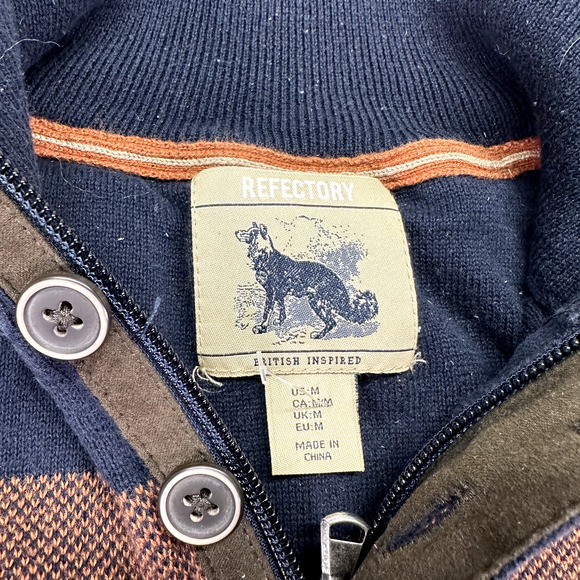 REFECTORY
BRITISH INSPIRED
US:M
CA:M/M
UK:M
EU:M
MADE IN
CHINA